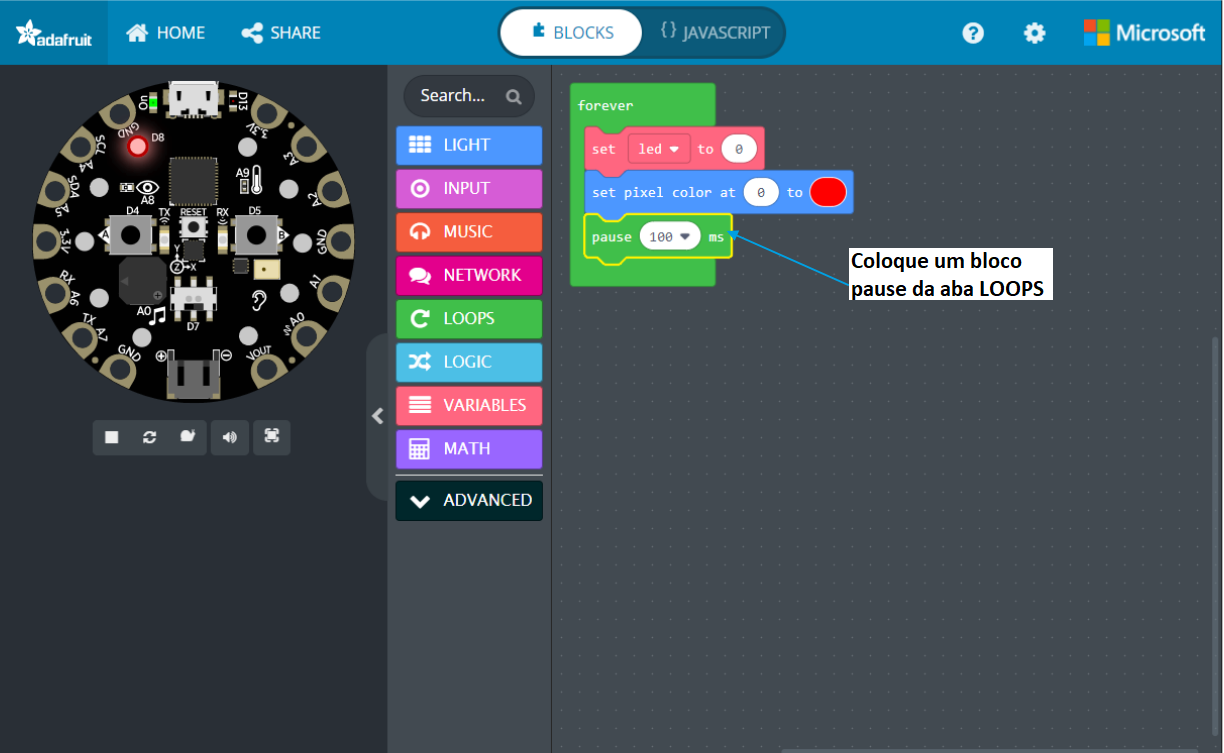 adafruit HOME SHARE BLOCKS {} JAVASCRIPT ? Microsoft
Search...
LIGHT
INPUT
MUSIC
NETWORK
LOOPS
LOGIC
VARIABLES
MATH
ADVANCED
forever
set led to 0
set pixel color at 0 to
pause 100 ms
Coloque um bloco
pause da aba LOOPS
ON D13
GND D8 3.3V
SCL A4 A3
SDA A5 A8 A9 A2
D4 TX RESET RX D5
A B
3.3V GND
Y
Z X
RX A6 A1
A0 D7
TX A7 A0
GND VOUT